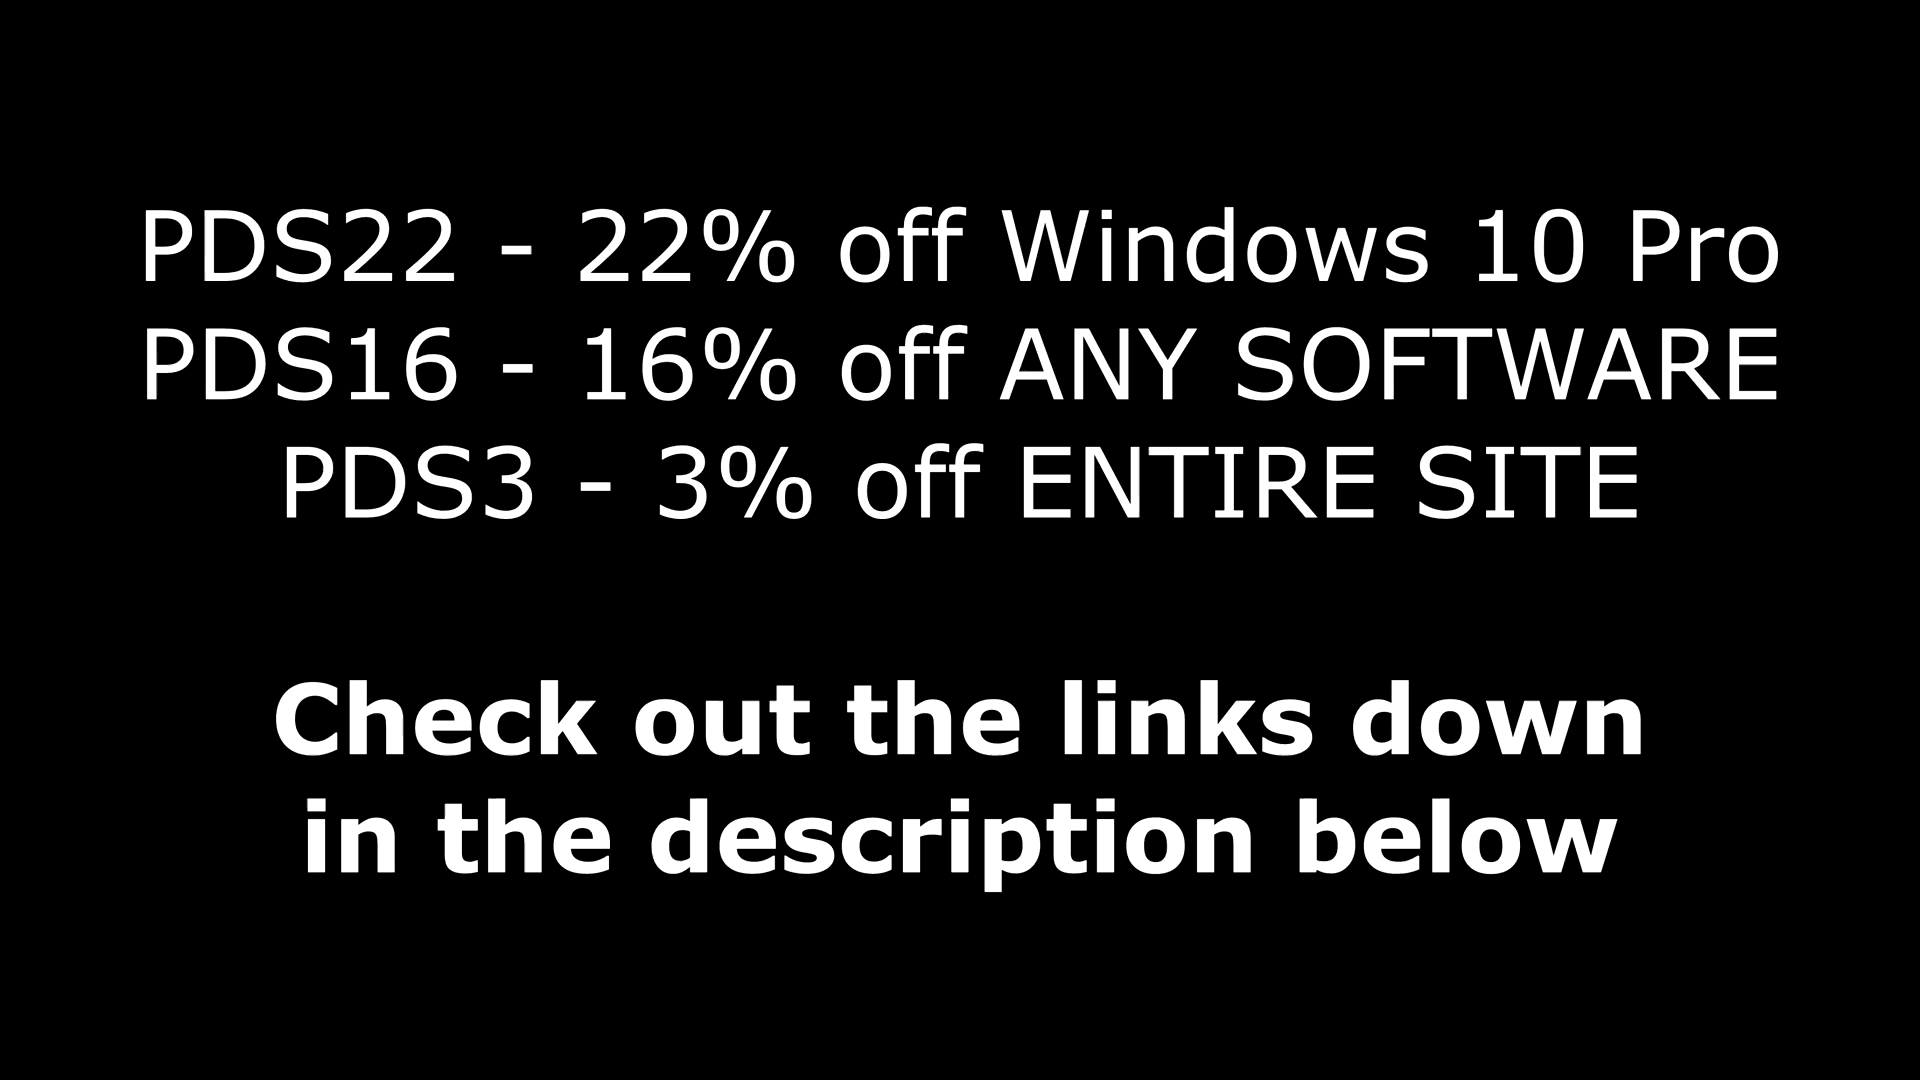 PDS22 - 22% off Windows 10 Pro
PDS16 - 16% off ANY SOFTWARE
PDS3 - 3% off ENTIRE SITE
Check out the links down
in the description below